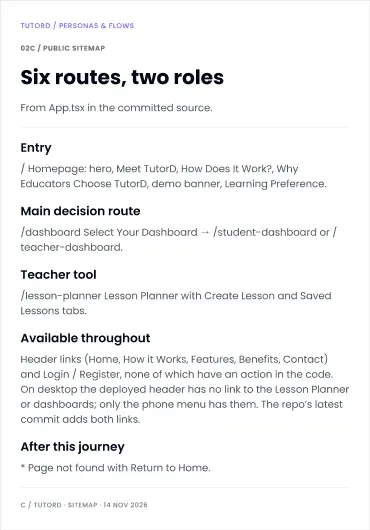 TUTORD / PERSONAS & FLOWS
02C / PUBLIC SITEMAP
Six routes, two roles
From App.tsx in the committed source.
Entry
/ Homepage: hero, Meet TutorD, How Does It Work?, Why
Educators Choose TutorD, demo banner, Learning Preference.
Main decision route
/dashboard Select Your Dashboard → /student-dashboard or /
teacher-dashboard.
Teacher tool
/lesson-planner Lesson Planner with Create Lesson and Saved
Lessons tabs.
Available throughout
Header links (Home, How it Works, Features, Benefits, Contact)
and Login / Register, none of which have an action in the code.
On desktop the deployed header has no link to the Lesson Planner
or dashboards; only the phone menu has them. The repo's latest
commit adds both links.
After this journey
* Page not found with Return to Home.
C / TUTORD · SITEMAP · 14 NOV 2026